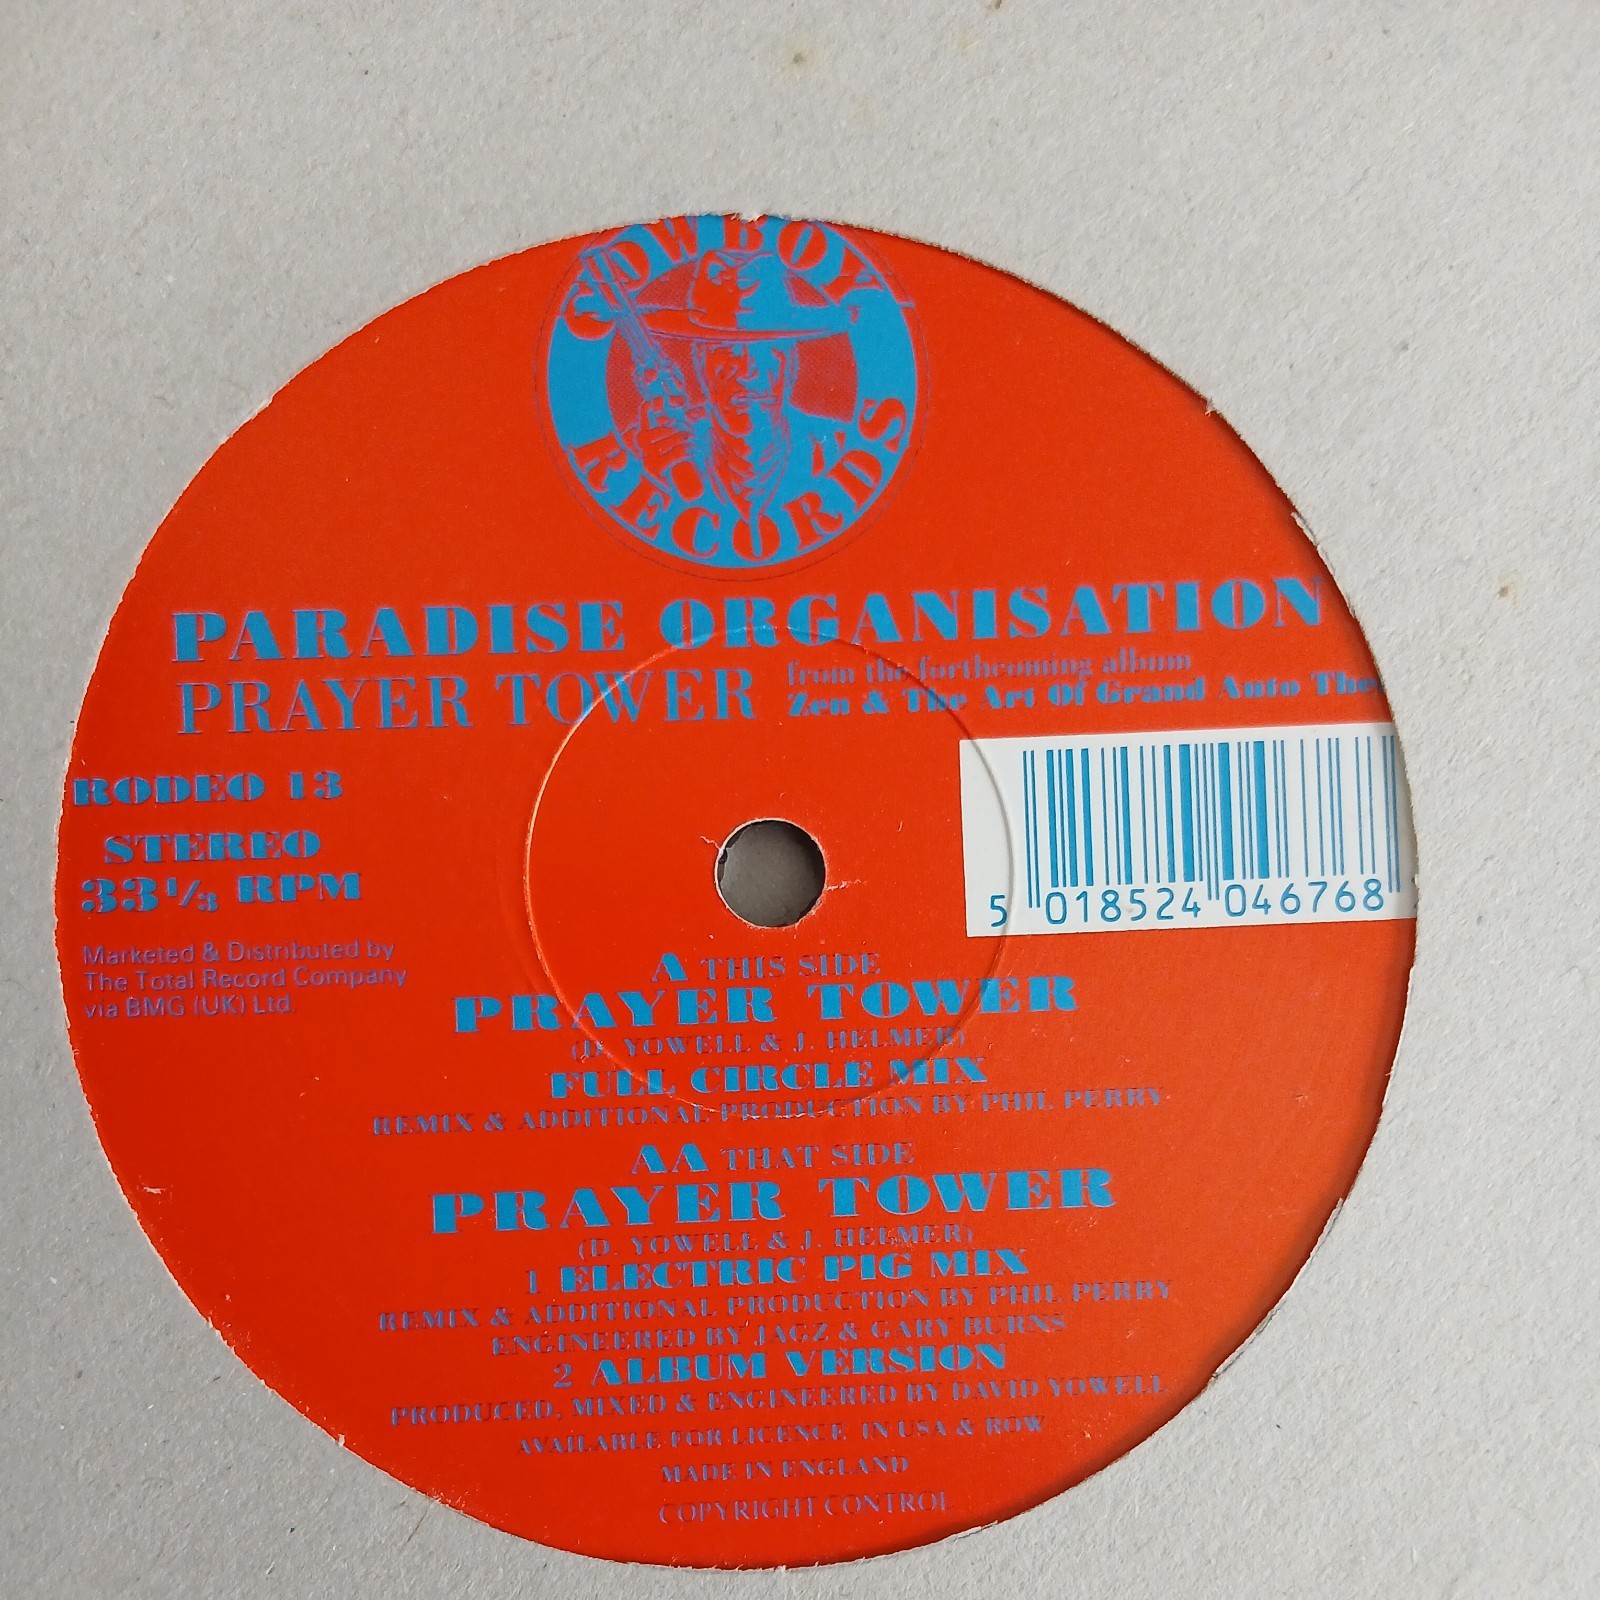 COWBOY RECORDS
PARADISE ORGANISATION
PRAYER TOWER
from the forthcoming album
Zen & The Art Of Grand Auto
RODEO 13
STEREO
33 1/3 RPM
5 018524 046768
Marketed & Distributed by
The Total Record Company
via BMG (UK) Ltd.
A THIS SIDE
PRAYER TOWER
(D. YOWELL & J. HELMER)
FULL CIRCLE MIX
REMIX & ADDITIONAL PRODUCTION BY PHIL PERRY
AA THAT SIDE
PRAYER TOWER
(D. YOWELL & J. HELMER)
1 ELECTRIC PIG MIX
REMIX & ADDITIONAL PRODUCTION BY PHIL PERRY
ENGINEERED BY JAGZ & GARY BURNS
2 ALBUM VERSION
PRODUCED, MIXED & ENGINEERED BY DAVID YOWELL
AVAILABLE FOR LICENCE IN USA & ROW
MADE IN ENGLAND
COPYRIGHT CONTROL